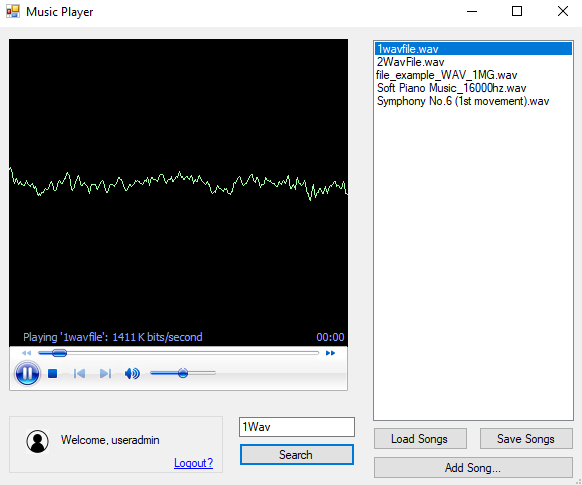 Music Player
1wavfile.wav
2WavFile.wav
file_example_WAV_1MG.wav
Soft Piano Music_16000hz.wav
Symphony No.6 (1st movement).wav
Playing '1wavfile': 1411 K bits/second 00:00
Welcome, useradmin
Logout?
1Wav
Search
Load Songs Save Songs
Add Song...